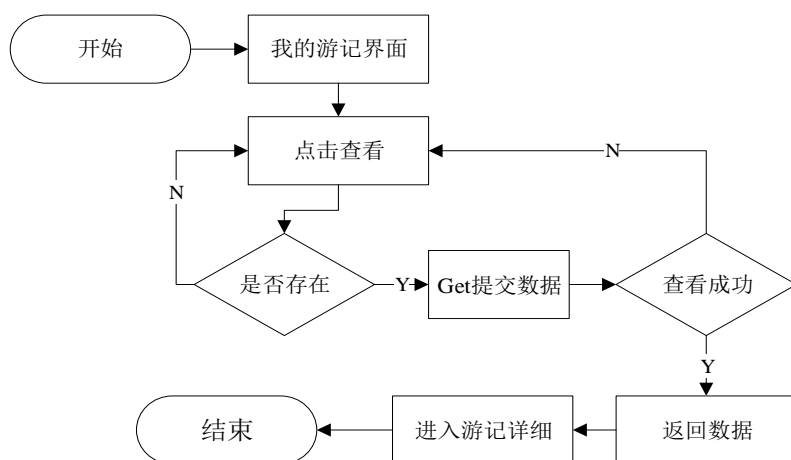 开始
我的游记界面
点击查看
N
N
是否存在
Y
Get提交数据
查看成功
Y
结束
进入游记详细
返回数据